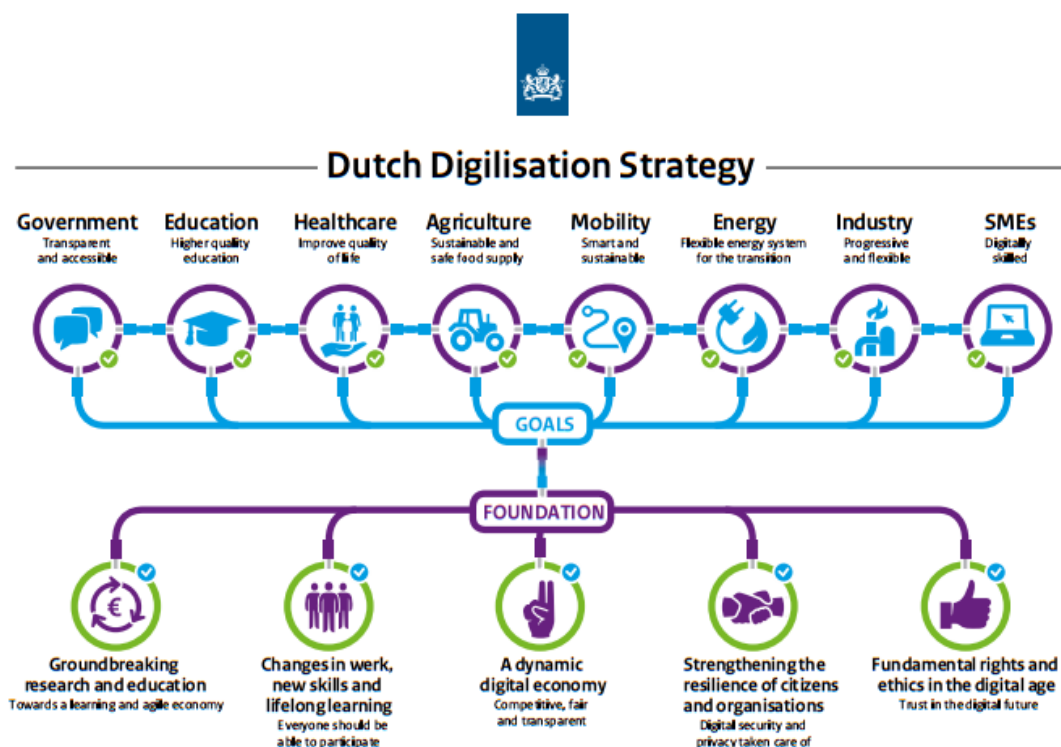 Dutch Digilisation Strategy
Government
Transparent
and accessible
Education
Higher quality
education
Healthcare
Improve quality
of life
Agriculture
Sustainable and
safe food supply
Mobility
Smart and
sustainable
Energy
Flexible energy system
for the transition
Industry
Progressive
and flexible
SMEs
Digitally
skilled
GOALS
FOUNDATION
€
Groundbreaking
research and education
Towards a learning and agile economy
Changes in work,
new skills and
lifelong learning
Everyone should be
able to participate
A dynamic
digital economy
Competitive, fair
and transparent
Strengthening the
resilience of citizens
and organisations
Digital security and
privacy taken care of
Fundamental rights and
ethics in the digital age
Trust in the digital future